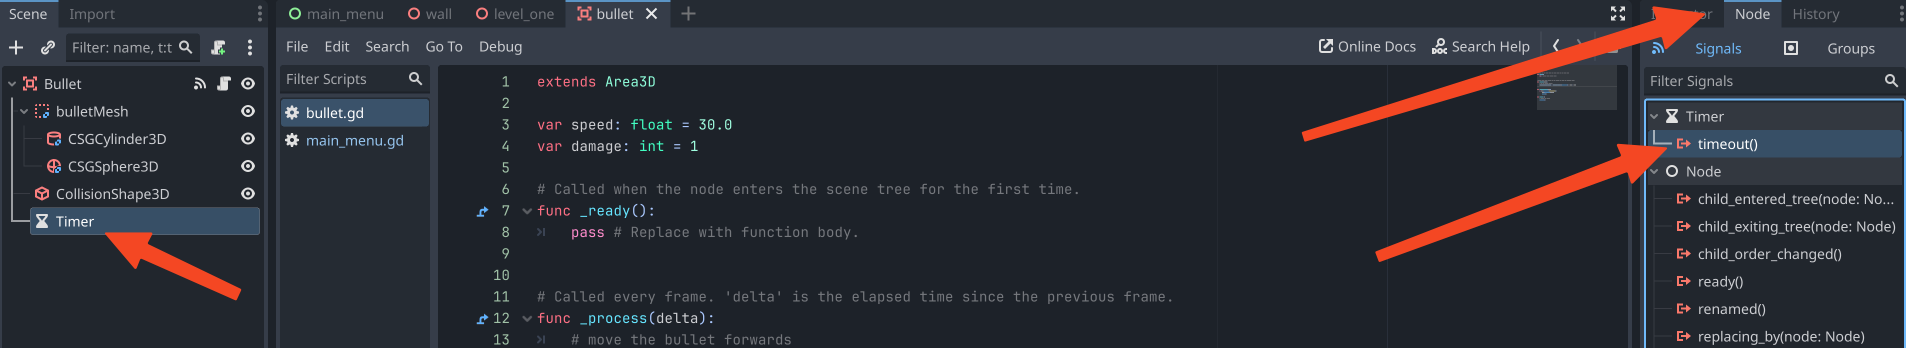 Scene Import
Filter: name, t:t
Bullet
bulletMesh
CSGCylinder3D
CSGSphere3D
CollisionShape3D
Timer
main_menu wall level_one bullet
File Edit Search Go To Debug
Online Docs Search Help
Filter Scripts
bullet.gd
main_menu.gd
1 extends Area3D
2
3 var speed: float = 30.0
4 var damage: int = 1
5
6 # Called when the node enters the scene tree for the first time.
7 func _ready():
8 pass # Replace with function body.
9
10
11 # Called every frame. 'delta' is the elapsed time since the previous frame.
12 func _process(delta):
13 # move the bullet forwards
Node History
Signals Groups
Filter Signals
Timer
timeout()
Node
child_entered_tree(node: No...
child_exiting_tree(node: Node)
child_order_changed()
ready()
renamed()
replacing_by(node: Node)